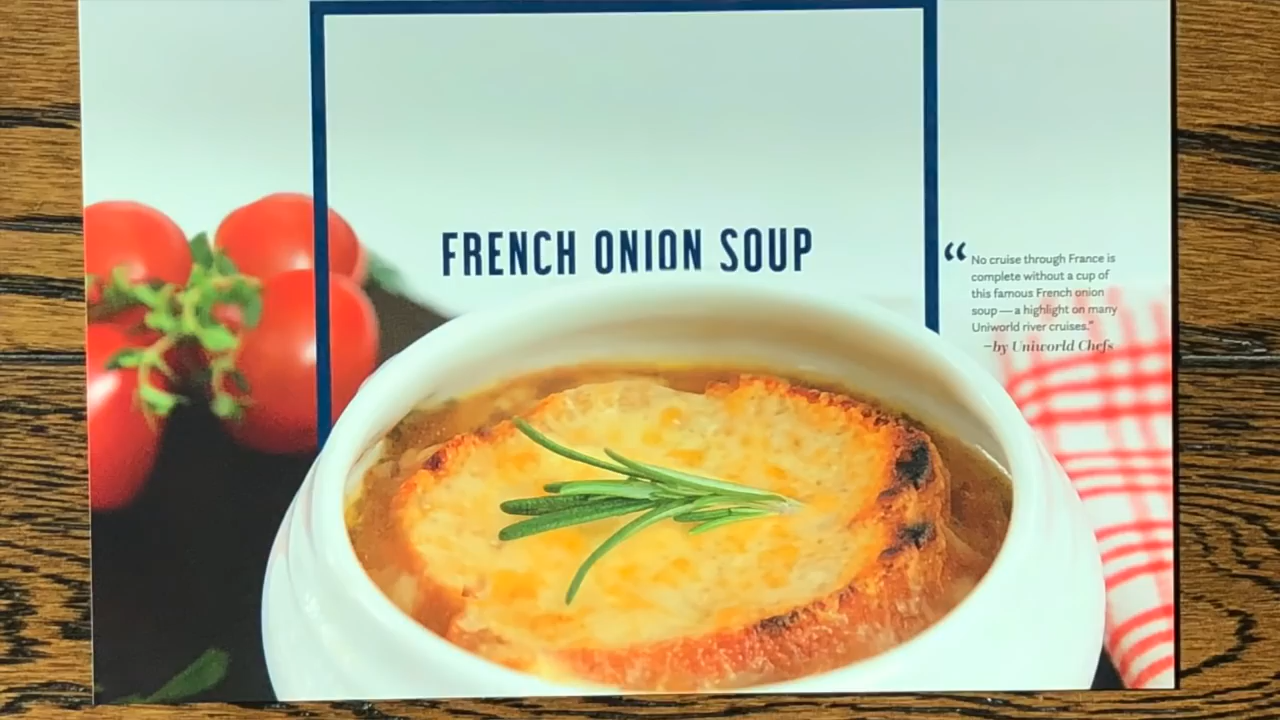 FRENCH ONION SOUP
“No cruise through France is
complete without a cup of
this famous French onion
soup — a highlight on many
Uniworld river cruises.”
–by Uniworld Chefs